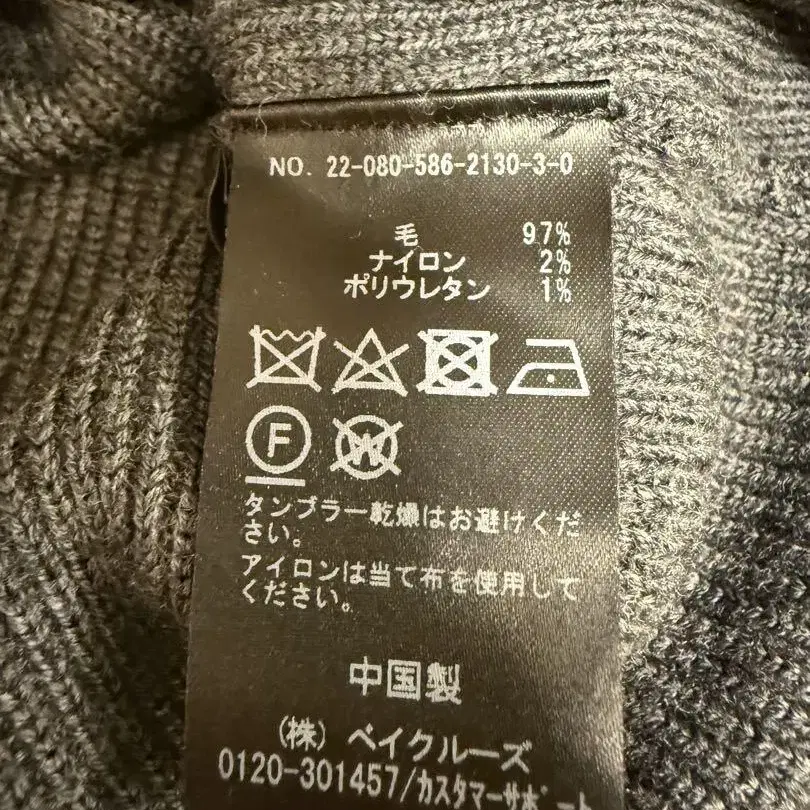 NO. 22-080-586-2130-3-0
毛 97%
ナイロン 2%
ポリウレタン 1%
F
W
タンブラー乾燥はお避けくだ
さい。
アイロンは当て布を使用して
ください。
中国製
(株) ベイクルーズ
0120-301457/カスタマーサポート